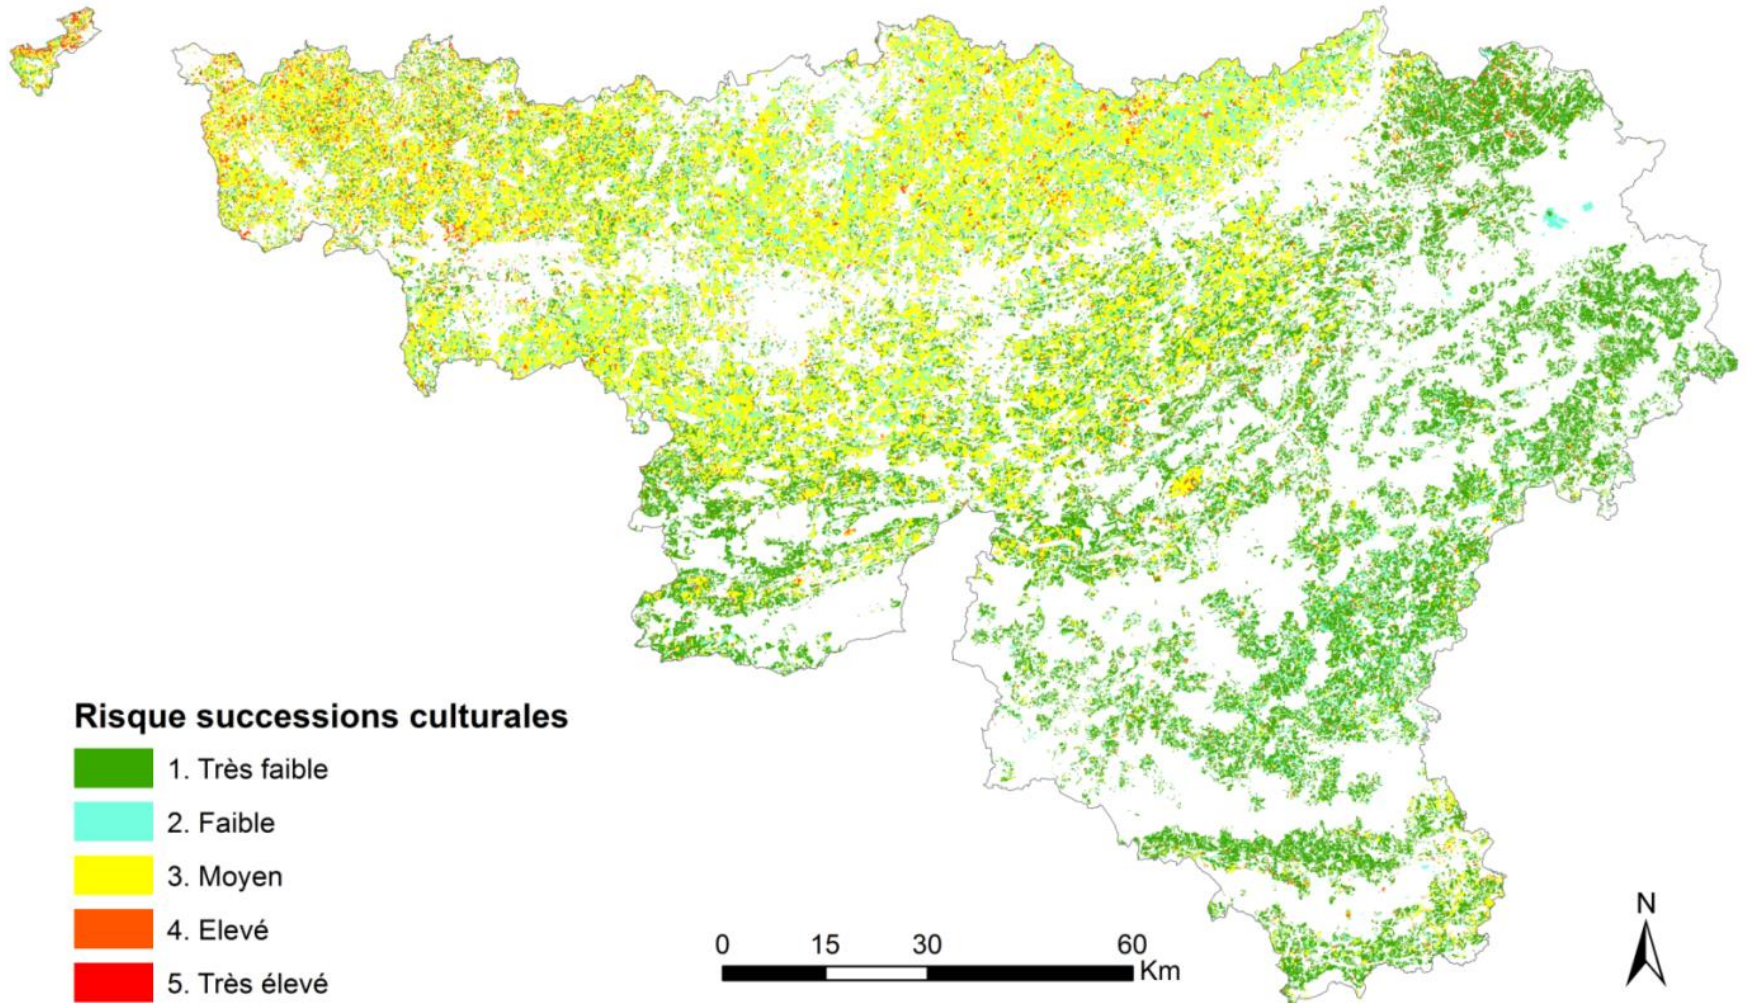 Risque successions culturales
1. Très faible
2. Faible
3. Moyen
4. Elevé
5. Très élevé
0 15 30 60
Km
N